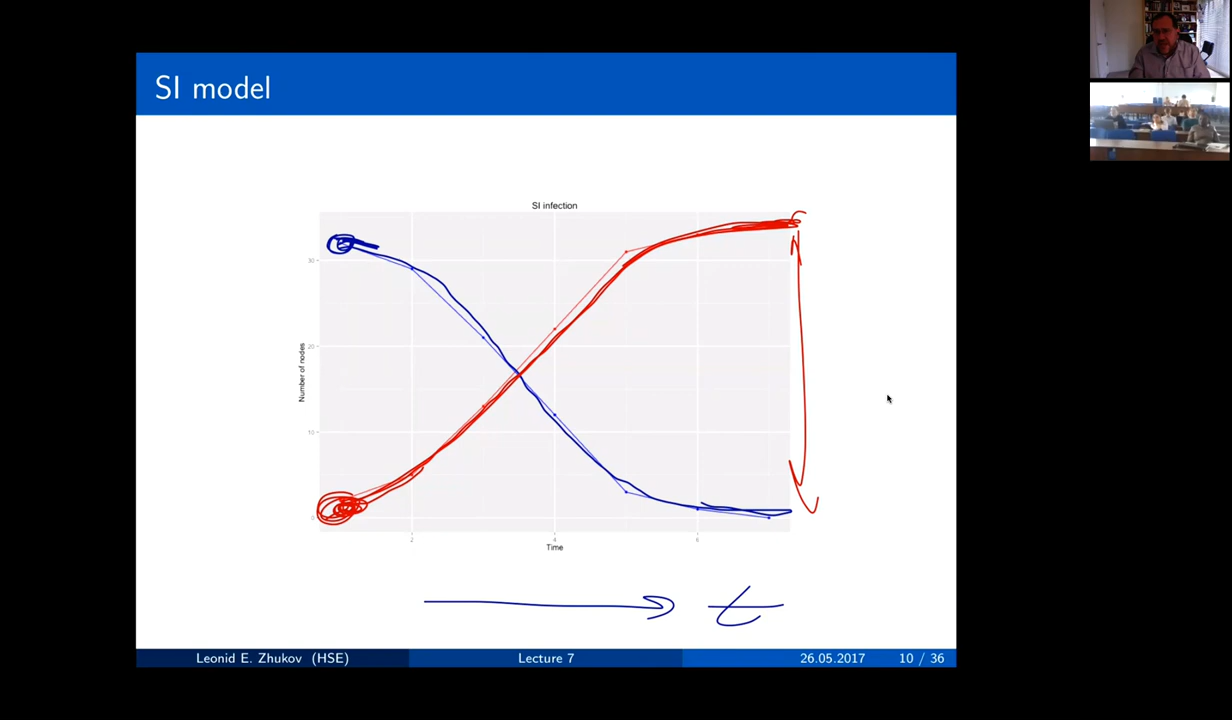 SI model
SI infection
30
20
10
0
Number of nodes
2
4
6
Time
t
Leonid E. Zhukov (HSE)
Lecture 7
26.05.2017
10 / 36